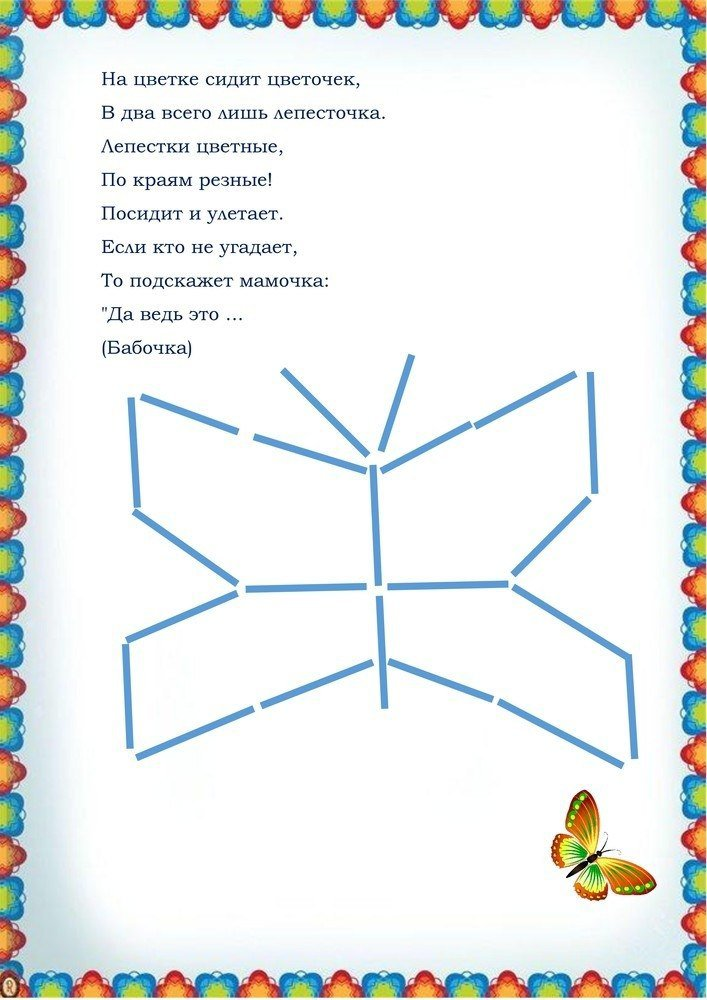 На цветке сидит цветочек,
В два всего лишь лепесточка.
Лепестки цветные,
По краям резные!
Посидит и улетает.
Если кто не угадает,
То подскажет мамочка:
"Да ведь это ...
(Бабочка)